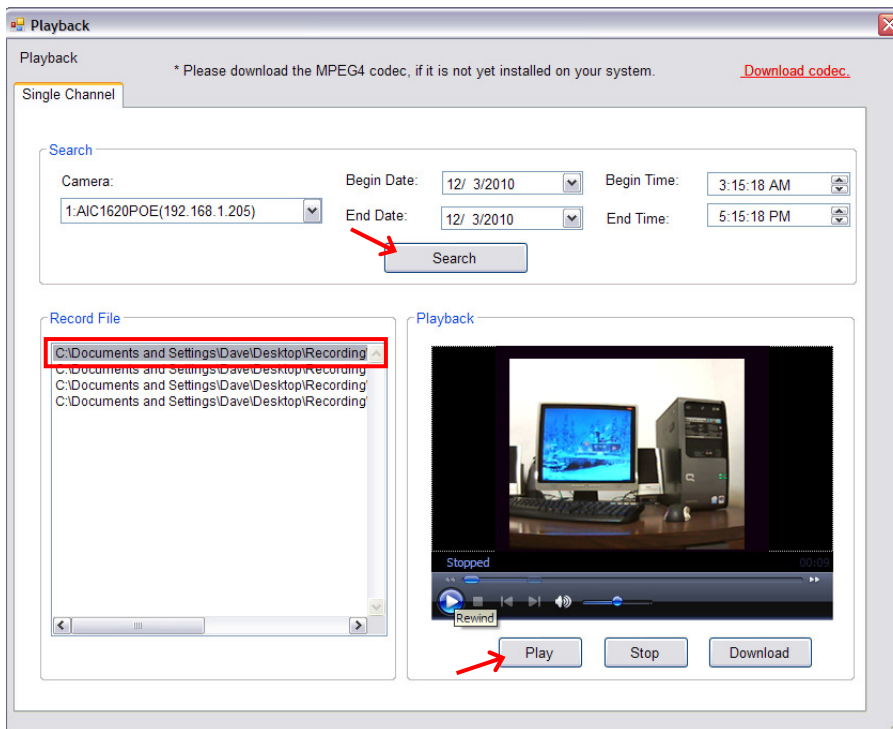 Playback
Playback
* Please download the MPEG4 codec, if it is not yet installed on your system.
Download codec.
Single Channel
Search
Camera:
1:AIC1620POE(192.168.1.205)
Begin Date:
12/ 3/2010
Begin Time:
3:15:18 AM
End Date:
12/ 3/2010
End Time:
5:15:18 PM
Search
Record File
C:\Documents and Settings\Dave\Desktop\Recording\
C:\Documents and Settings\Dave\Desktop\Recording
C:\Documents and Settings\Dave\Desktop\Recording\
C:\Documents and Settings\Dave\Desktop\Recording\
Playback
Stopped
00:09
Rewind
Play
Stop
Download